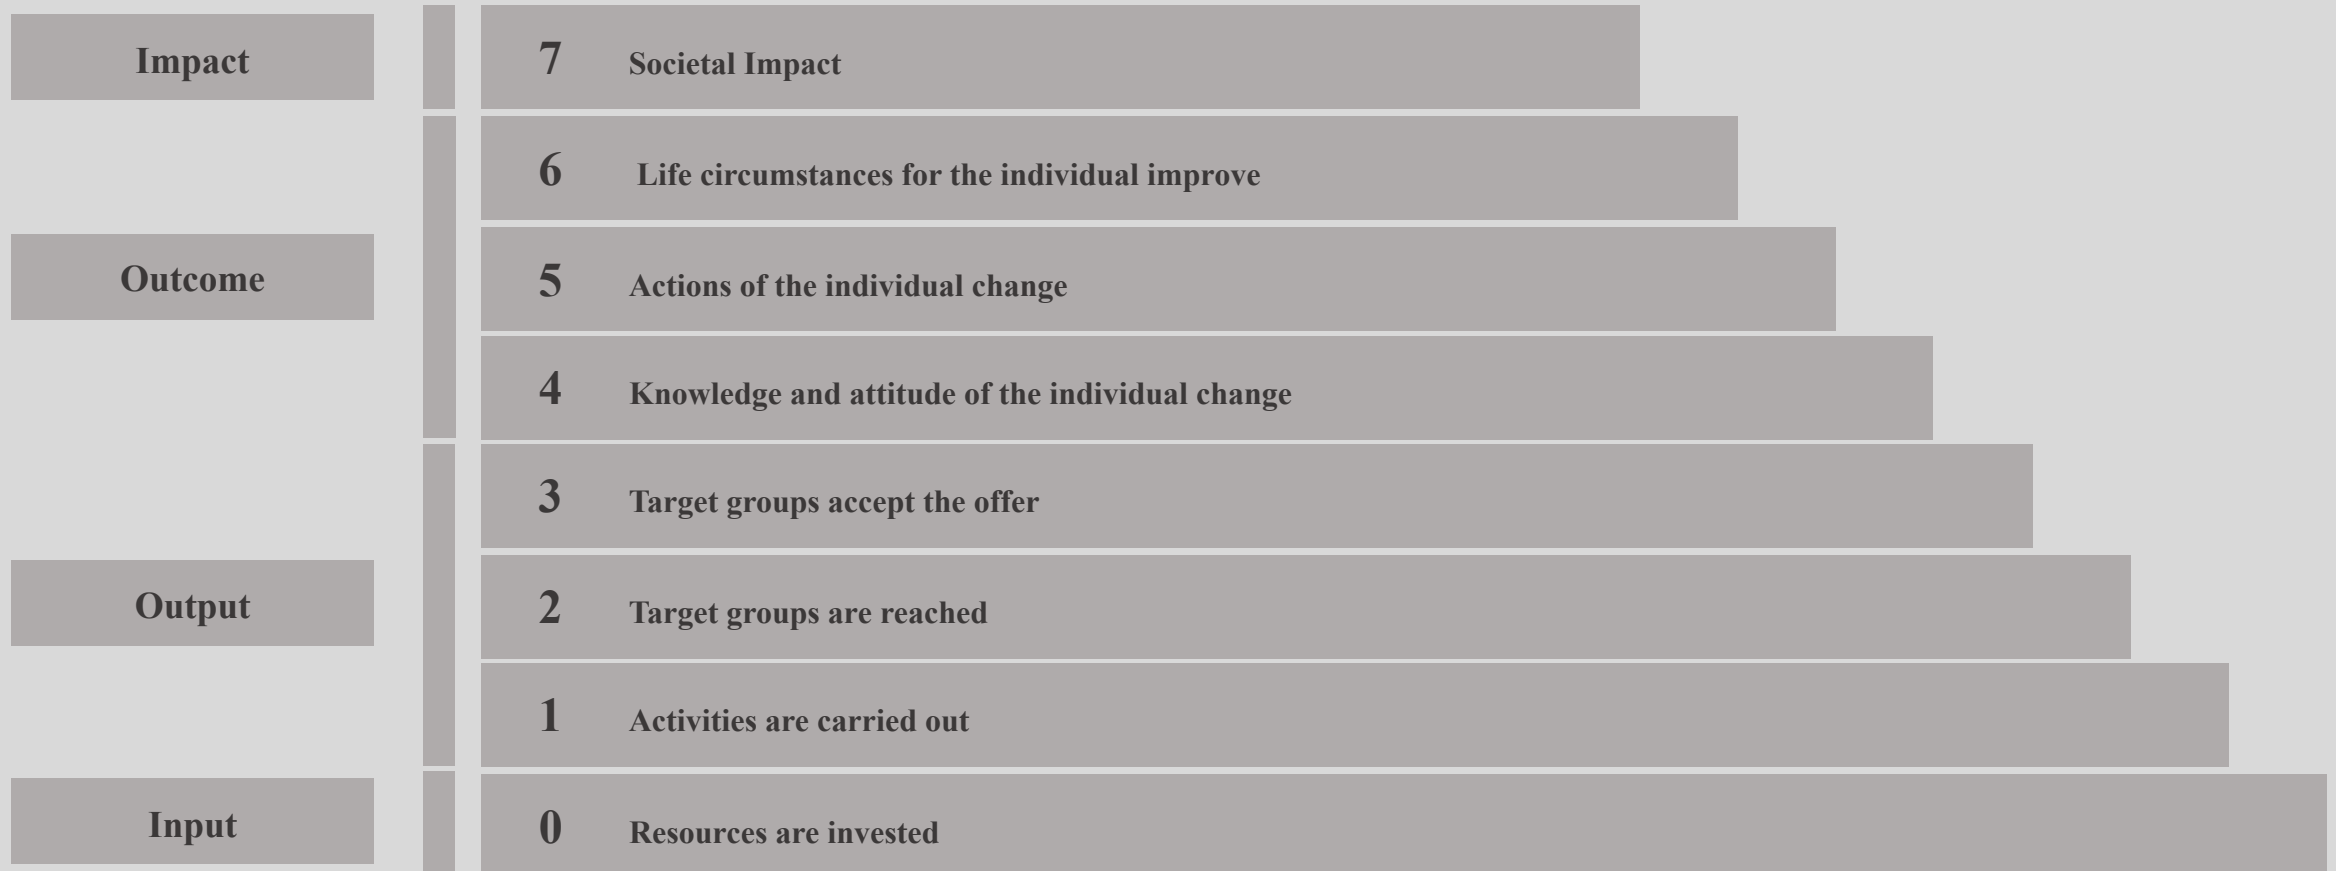 Impact
7 Societal Impact
6 Life circumstances for the individual improve
Outcome
5 Actions of the individual change
4 Knowledge and attitude of the individual change
3 Target groups accept the offer
Output
2 Target groups are reached
1 Activities are carried out
Input
0 Resources are invested